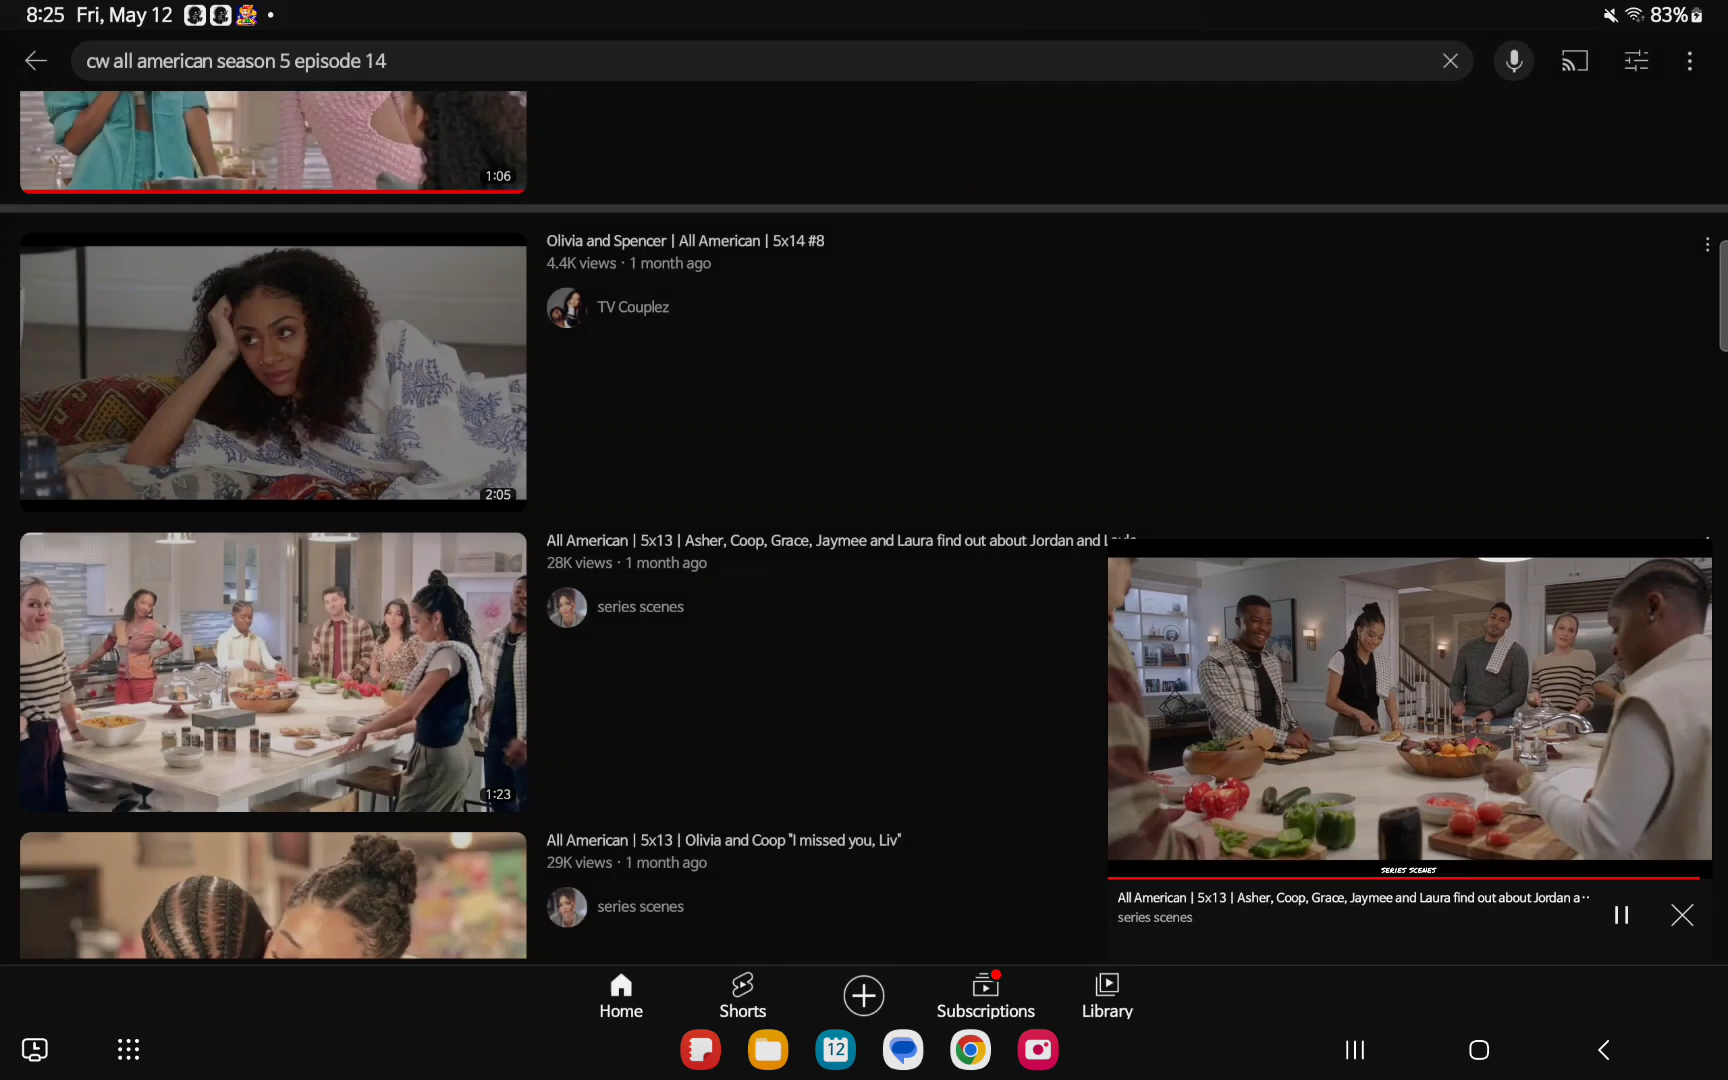 8:25 Fri, May 12
83%
cw all american season 5 episode 14
1:06
Olivia and Spencer | All American | 5x14 #8
4.4K views · 1 month ago
TV Couplez
2:05
All American | 5x13 | Asher, Coop, Grace, Jaymee and Laura find out about Jordan and Layla
28K views · 1 month ago
series scenes
1:23
SERIES SCENES
All American | 5x13 | Asher, Coop, Grace, Jaymee and Laura find out about Jordan a··
series scenes
All American | 5x13 | Olivia and Coop "I missed you, Liv"
29K views · 1 month ago
series scenes
Home
Shorts
Subscriptions
Library
12